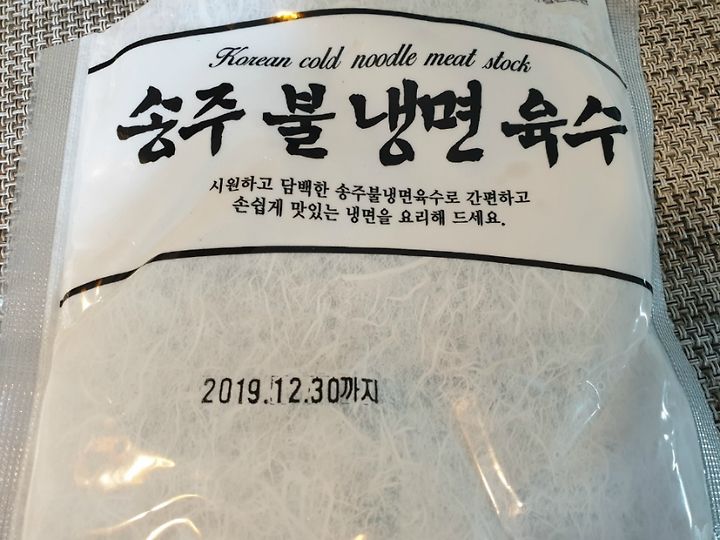 Korean cold noodle meat stock
송주 불 냉면 육수
시원하고 담백한 송주불냉면육수로 간편하고
손쉽게 맛있는 냉면을 요리해 드세요.
2019.12.30까지